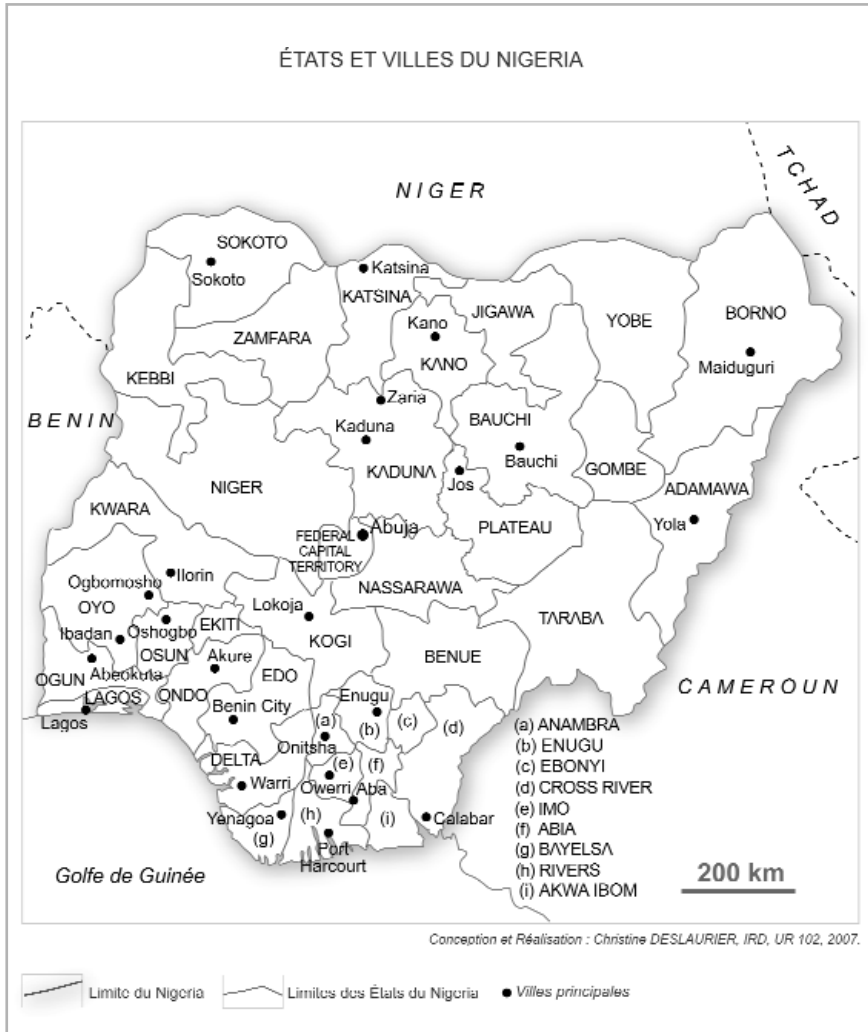 ÉTATS ET VILLES DU NIGERIA
NIGER
TCHAD
SOKOTO
Sokoto
Katsina
KATSINA
JIGAWA
YOBE
BORNO
Kano
KANO
ZAMFARA
Maiduguri
KEBBI
Zaria
BENIN
Kaduna
KADUNA
BAUCHI
Bauchi
GOMBE
Jos
ADAMAWA
NIGER
Yola
KWARA
Abuja
PLATEAU
FEDERAL
CAPITAL
TERRITORY
Ilorin
NASSARAWA
Ogbomosho
OYO
Lokoja
TARABA
Oshogbo
EKITI
Ibadan
KOGI
OSUN
Akure
BENUE
OGUN
Abeokuta
EDO
CAMEROUN
LAGOS
ONDO
Enugu
Lagos
Benin City
(a)
(b)
(c)
(d)
Onitsha
DELTA
(e)
(f)
Warri
Owerri
Aba
Yenagoa
(h)
(i)
Calabar
(g)
Port
Harcourt
(a) ANAMBRA
(b) ENUGU
(c) EBONYI
(d) CROSS RIVER
(e) IMO
(f) ABIA
(g) BAYELSA
(h) RIVERS
(i) AKWA IBOM
Golfe de Guinée
200 km
Conception et Réalisation : Christine DESLAURIER, IRD, UR 102, 2007.
Limite du Nigeria
Limites des États du Nigeria
Villes principales